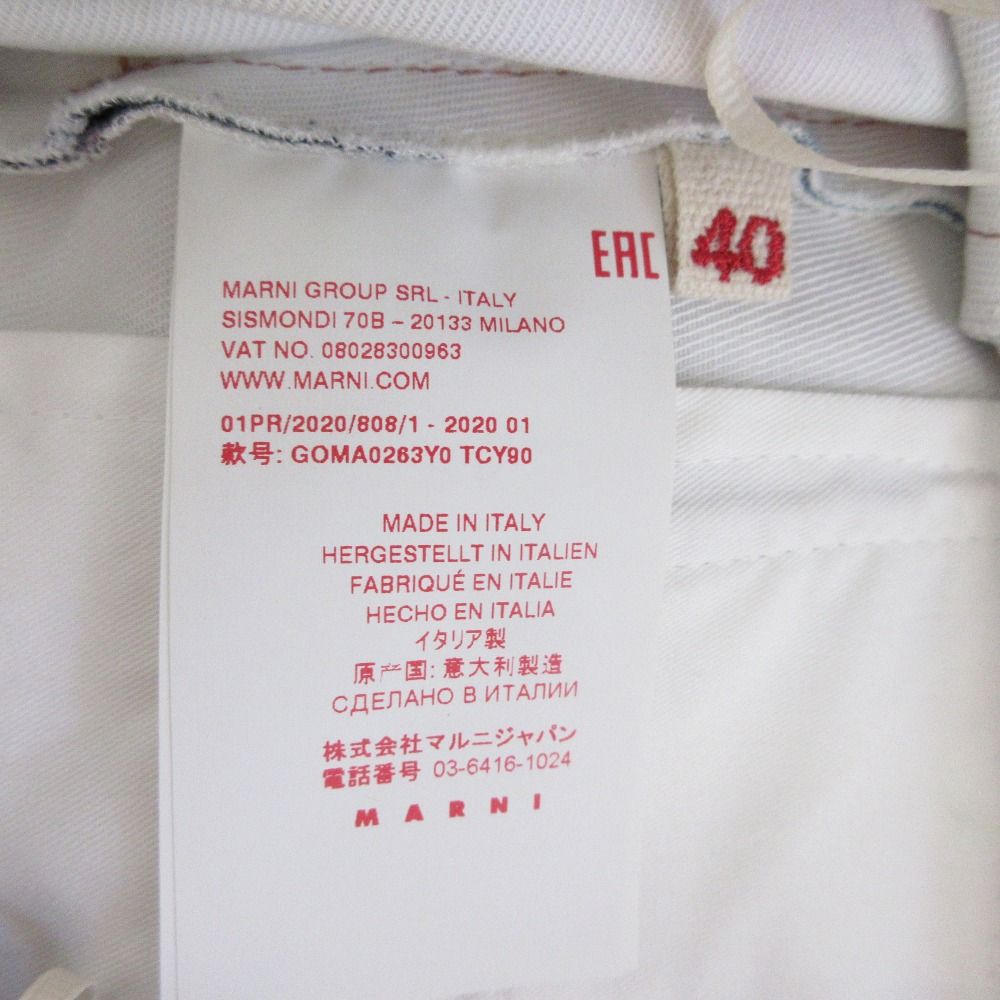 EAC
40
MARNI GROUP SRL - ITALY
SISMONDI 70B – 20133 MILANO
VAT NO. 08028300963
WWW.MARNI.COM
01PR/2020/808/1 - 2020 01
款号: GOMA0263Y0 TCY90
MADE IN ITALY
HERGESTELLT IN ITALIEN
FABRIQUÉ EN ITALIE
HECHO EN ITALIA
イタリア製
原产国: 意大利製造
СДЕЛАНО В ИТАЛИИ
株式会社マルニジャパン
電話番号 03-6416-1024
MARNI